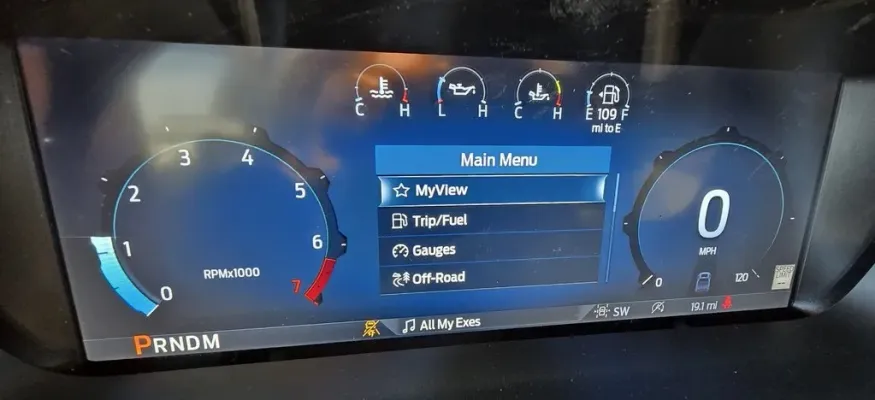 C H
L H
C H
E 109 F
mi to E
Main Menu
MyView
Trip/Fuel
Gauges
Off-Road
0
1
2
3
4
5
6
7
RPMx1000
0
MPH
0
120
PRNDM
All My Exes
SW
19.1 mi